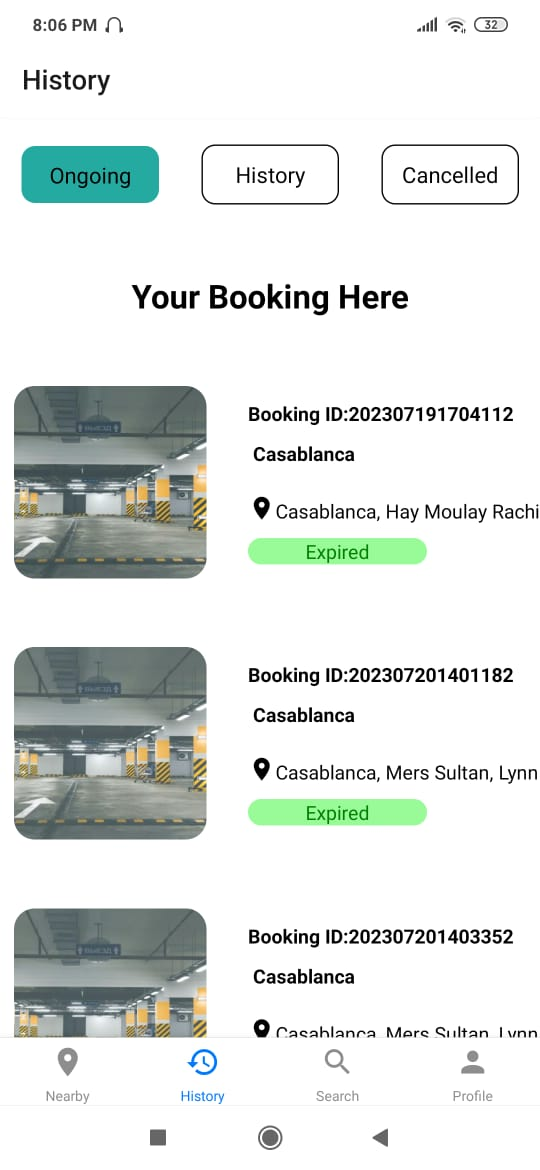 8:06 PM
32
History
Ongoing
History
Cancelled
Your Booking Here
Booking ID:202307191704112
Casablanca
Casablanca, Hay Moulay Rachi
Expired
Booking ID:202307201401182
Casablanca
Casablanca, Mers Sultan, Lynn
Expired
Booking ID:202307201403352
Casablanca
Casablanca, Mers Sultan, Lynn
Nearby
History
Search
Profile